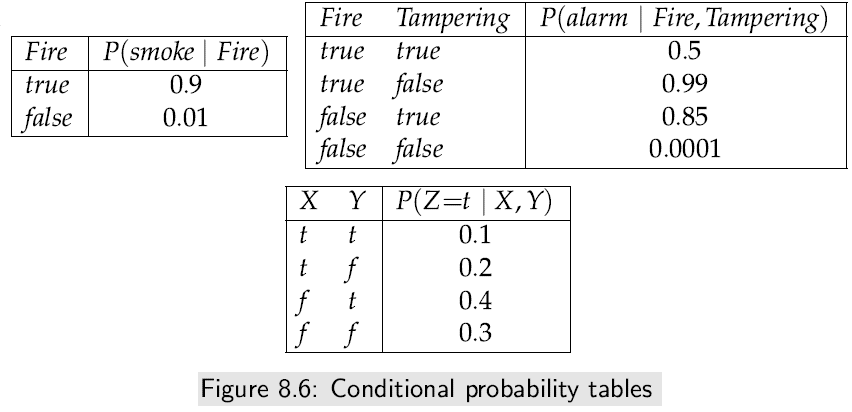 Fire P(smoke | Fire)
true 0.9
false 0.01
Fire Tampering P(alarm | Fire, Tampering)
true true 0.5
true false 0.99
false true 0.85
false false 0.0001
X Y P(Z=t | X, Y)
t t 0.1
t f 0.2
f t 0.4
f f 0.3
Figure 8.6: Conditional probability tables